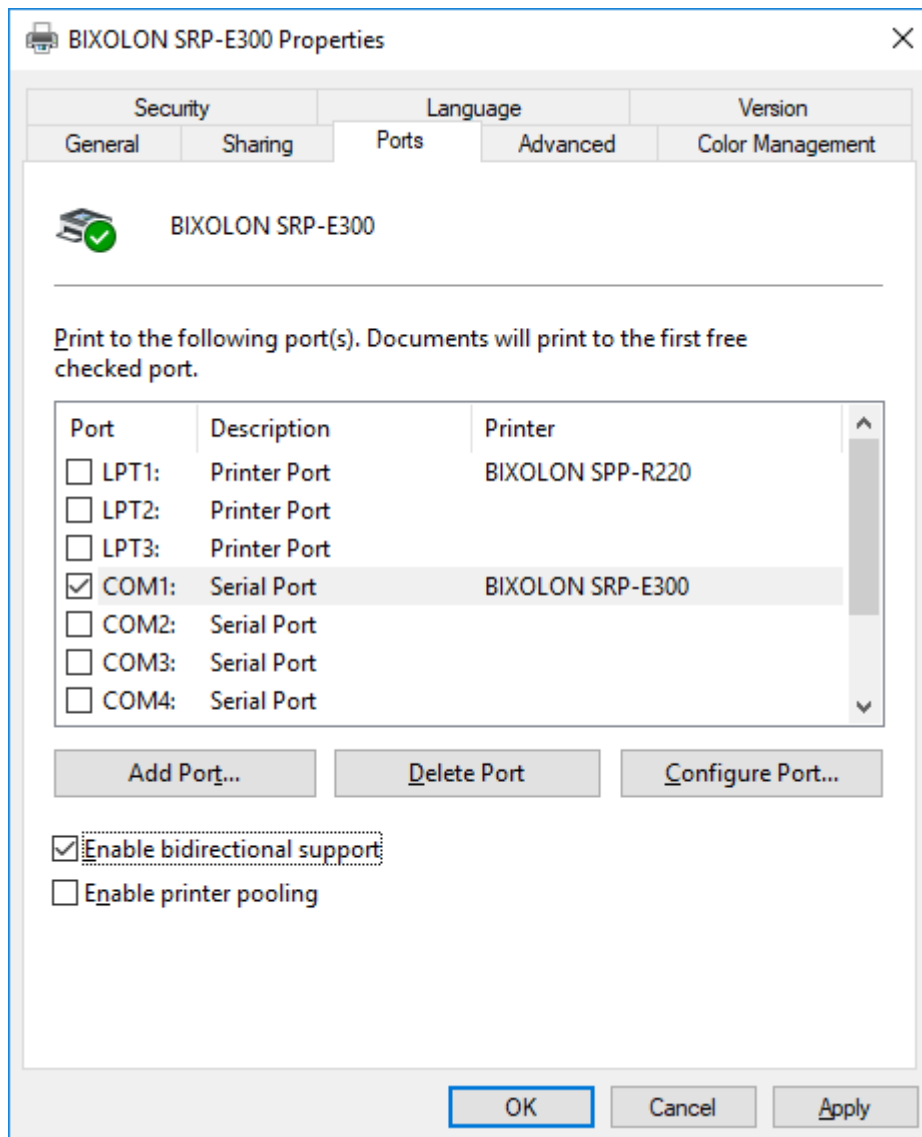 BIXOLON SRP-E300 Properties
Security Language Version
General Sharing Ports Advanced Color Management
BIXOLON SRP-E300
Print to the following port(s). Documents will print to the first free
checked port.
Port Description Printer
LPT1: Printer Port BIXOLON SPP-R220
LPT2: Printer Port
LPT3: Printer Port
COM1: Serial Port BIXOLON SRP-E300
COM2: Serial Port
COM3: Serial Port
COM4: Serial Port
Add Port... Delete Port Configure Port...
Enable bidirectional support
Enable printer pooling
OK Cancel Apply